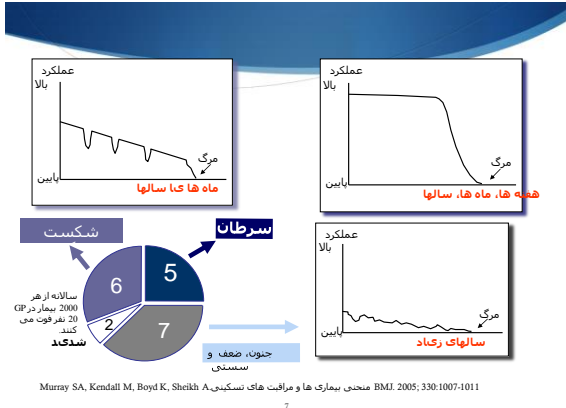 عملکرد
بالا
مرگ
پایین
ماه ها کیا سالها
عملکرد
بالا
مرگ
پایین
هفته ها، ماه ها، سالها
شکست
سرطان
6
5
2
7
سالانه از هر
2000 بیمار در GP
20 نفر فوت می
کنند.
شدید
جنون، ضعف و
سستی
عملکرد
بالا
مرگ
پایین
سالهای زیاد
Murray SA, Kendall M, Boyd K, Sheikh A. منحنی بیماری ها و مراقبت های تسکینی BMJ. 2005; 330:1007-1011
7